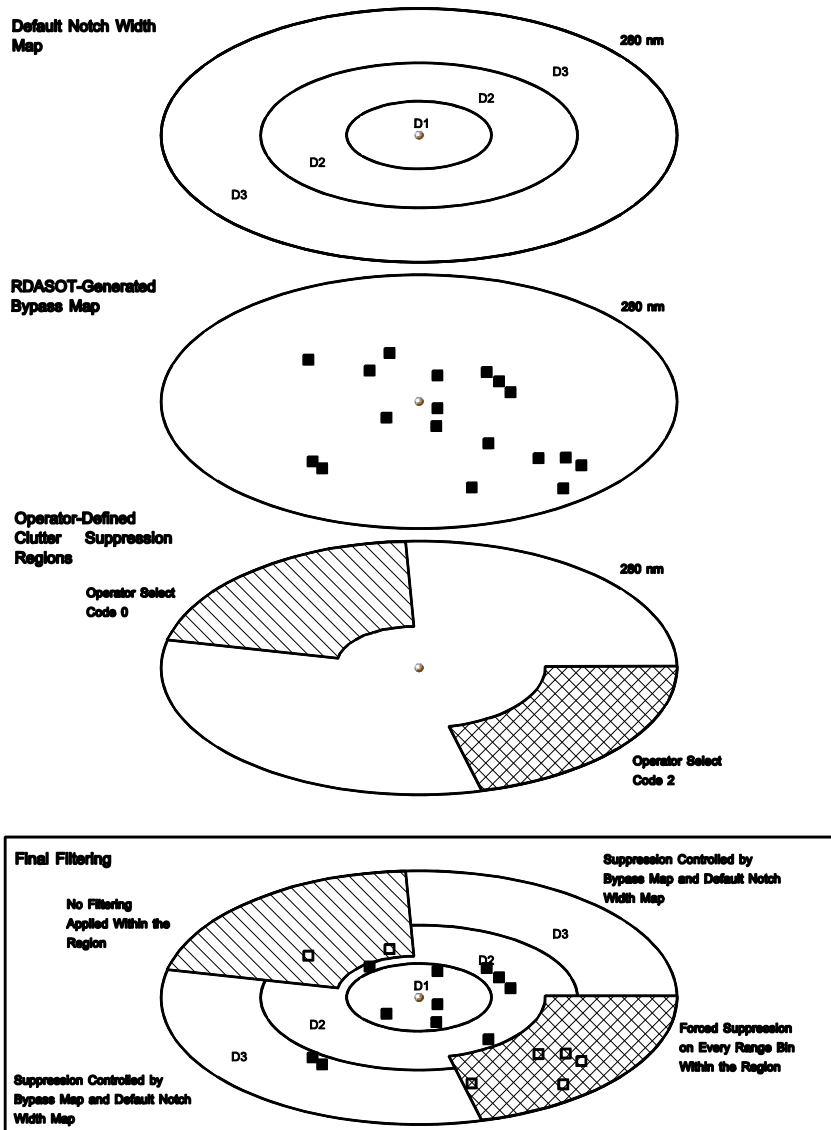 Default Notch Width
Map
280 nm
D3
D2
D1
D2
D3
RDASOT-Generated
Bypass Map
280 nm
Operator-Defined
Clutter Suppression
Regions
280 nm
Operator Select
Code 0
Operator Select
Code 2
Final Filtering
Suppression Controlled by
Bypass Map and Default Notch
Width Map
No Filtering
Applied Within the
Region
D3
D2
D1
D2
D3
Forced Suppression
on Every Range Bin
Within the Region
Suppression Controlled by
Bypass Map and Default Notch
Width Map